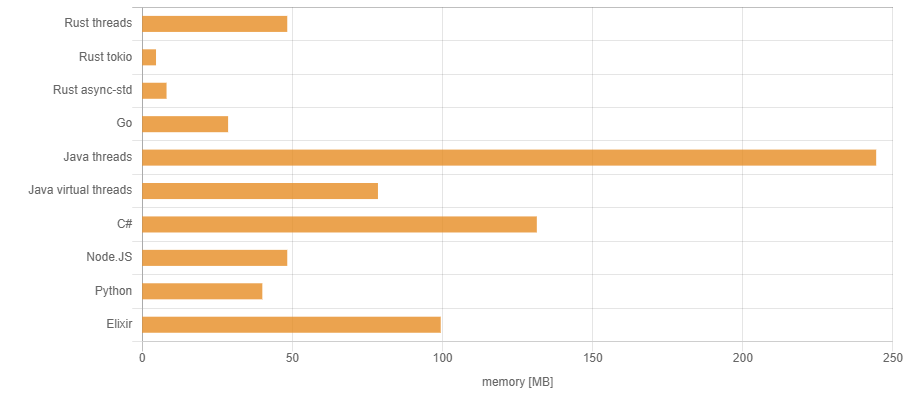 Rust threads
Rust tokio
Rust async-std
Go
Java threads
Java virtual threads
C#
Node.JS
Python
Elixir
0 50 100 150 200 250
memory [MB]